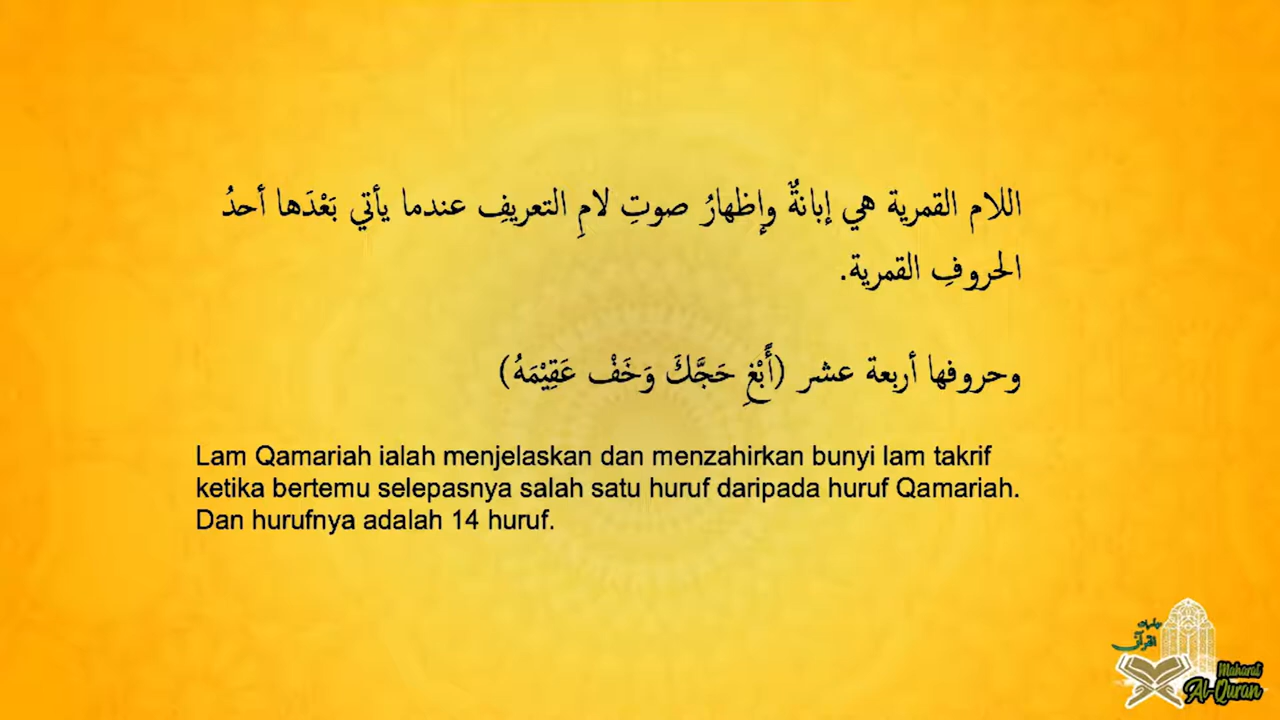 اللام القمرية هي إبانةٌ وإظهارُ صوتِ لامِ التعريفِ عندما يأتي بَعْدَها أحدُ
الحروفِ القمرية.
وحروفها أربعة عشر (أَبْغِ حَجَّكَ وَخَفْ عَقِيْمَهُ)
Lam Qamariah ialah menjelaskan dan menzahirkan bunyi lam takrif
ketika bertemu selepasnya salah satu huruf daripada huruf Qamariah.
Dan hurufnya adalah 14 huruf.
القرآن
Maharat
Al-Quran